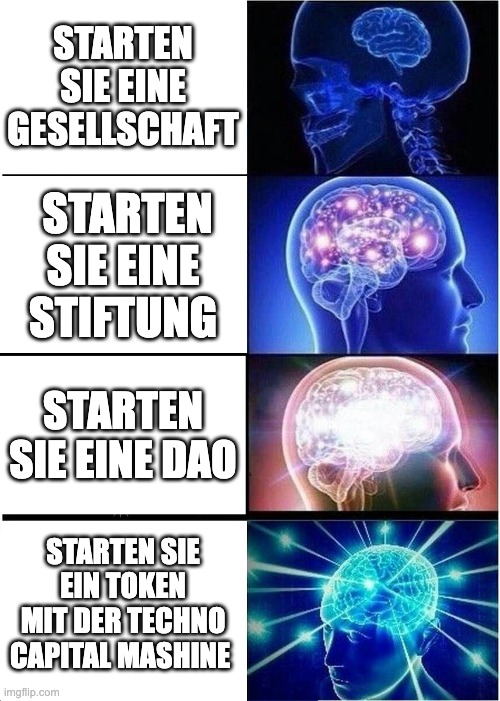 STARTEN
SIE EINE
GESELLSCHAFT
STARTEN
SIE EINE
STIFTUNG
STARTEN
SIE EINE DAO
STARTEN SIE
EIN TOKEN
MIT DER TECHNO
CAPITAL MASHINE
imgflip.com